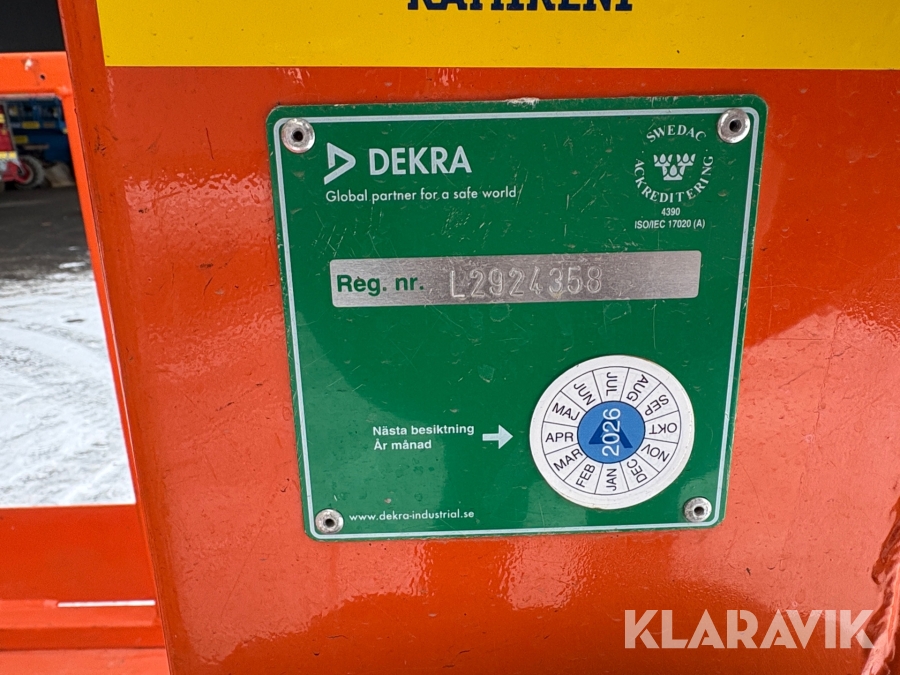 RAMIRENT
DEKRA
Global partner for a safe world
SWEDAC
ACKREDITERING
4390
ISO/IEC 17020 (A)
Reg. nr. L2924358
Nästa besiktning
År månad
JAN FEB MAR APR MAJ JUN JUL AUG SEP OKT NOV DEC
2026
www.dekra-industrial.se
KLARAVIK